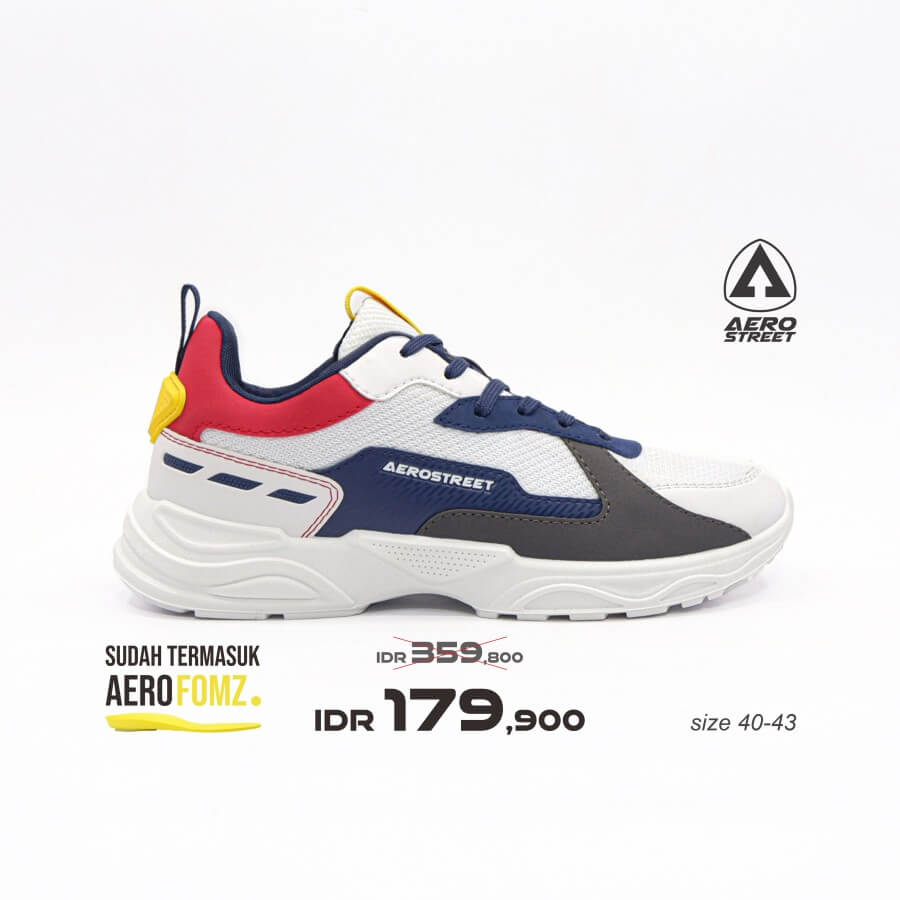 AERO
STREET
AEROSTREET
SUDAH TERMASUK
AEROFOMZ.
IDR 359,800
IDR 179,900
size 40-43